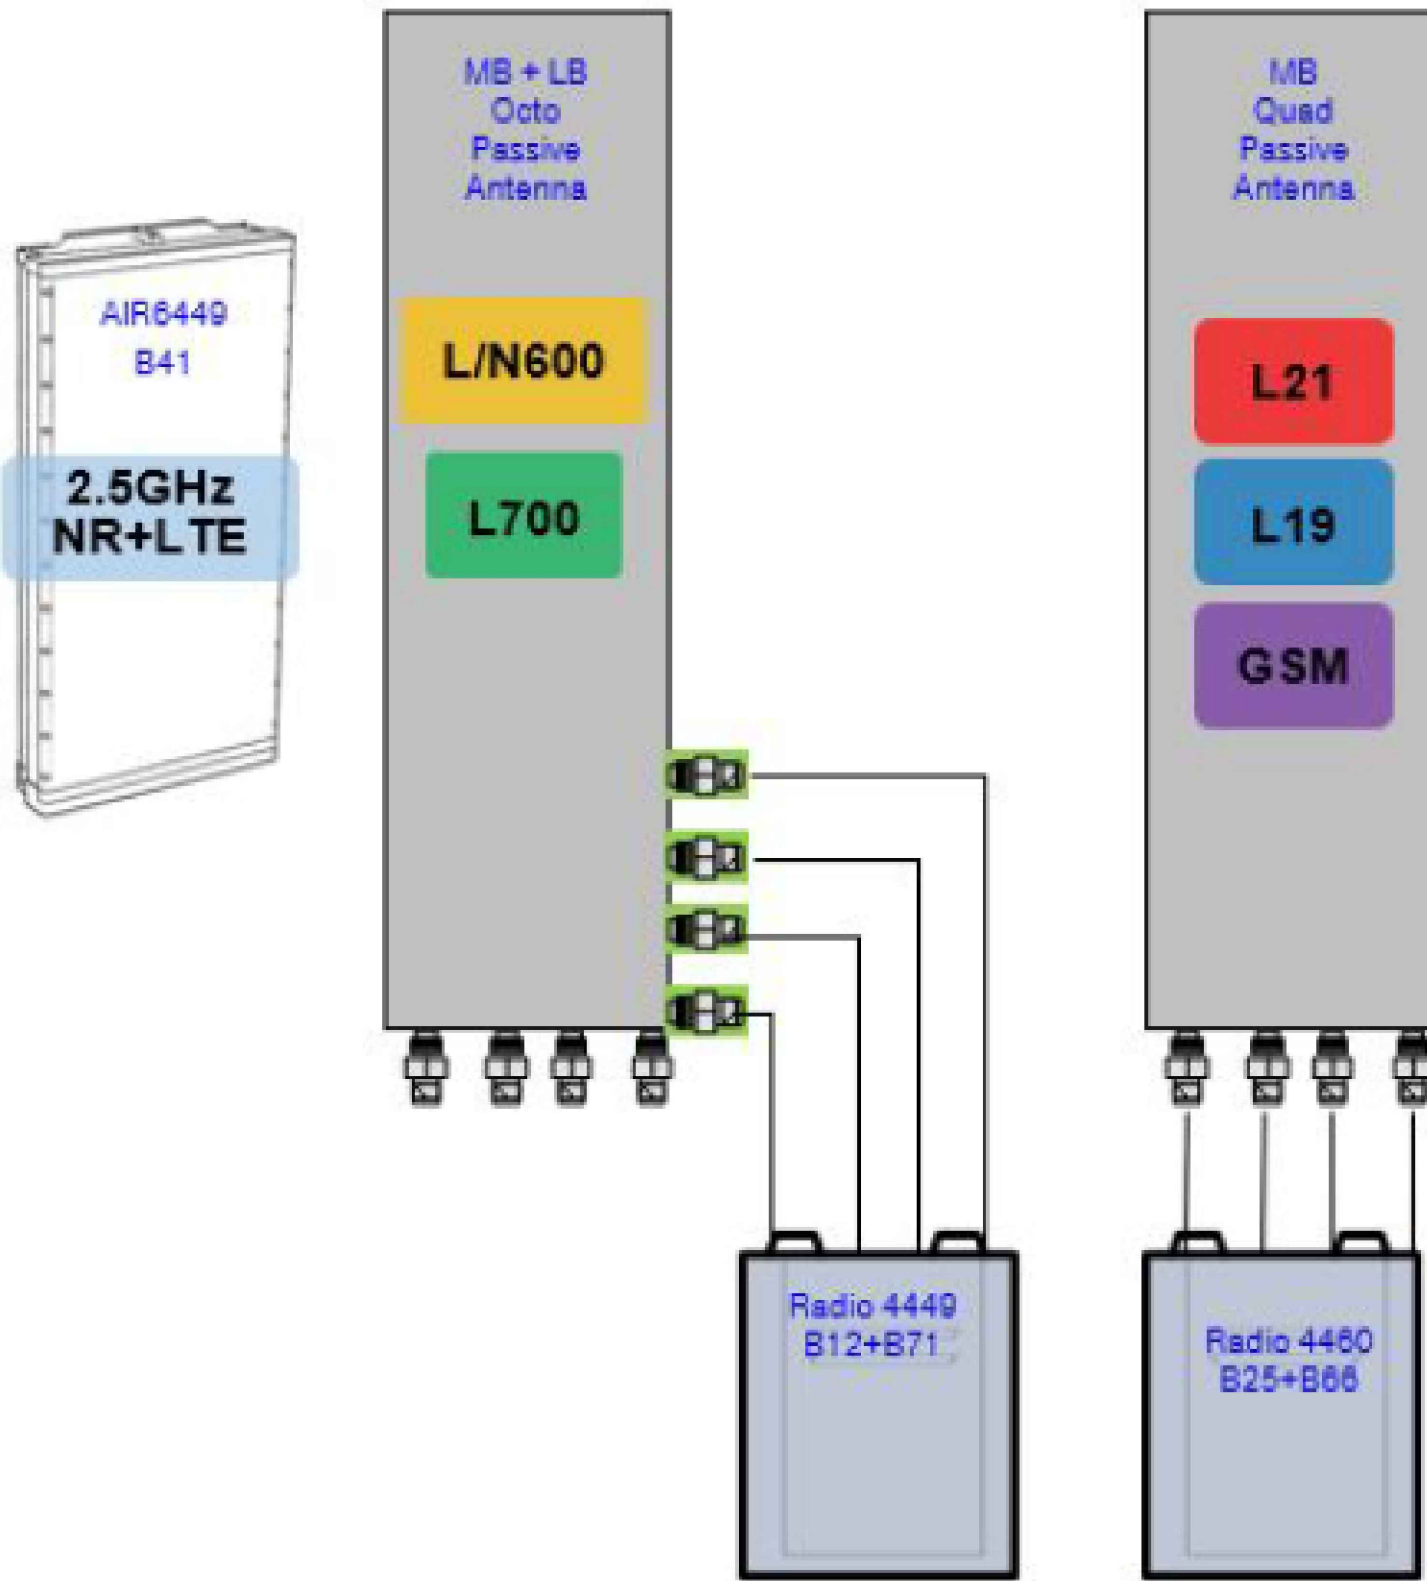 AIR6449
B41
2.5GHz
NR+LTE
MB + LB
Octo
Passive
Antenna
L/N600
L700
MB
Quad
Passive
Antenna
L21
L19
GSM
Radio 4449
B12+B71
Radio 4460
B25+B66